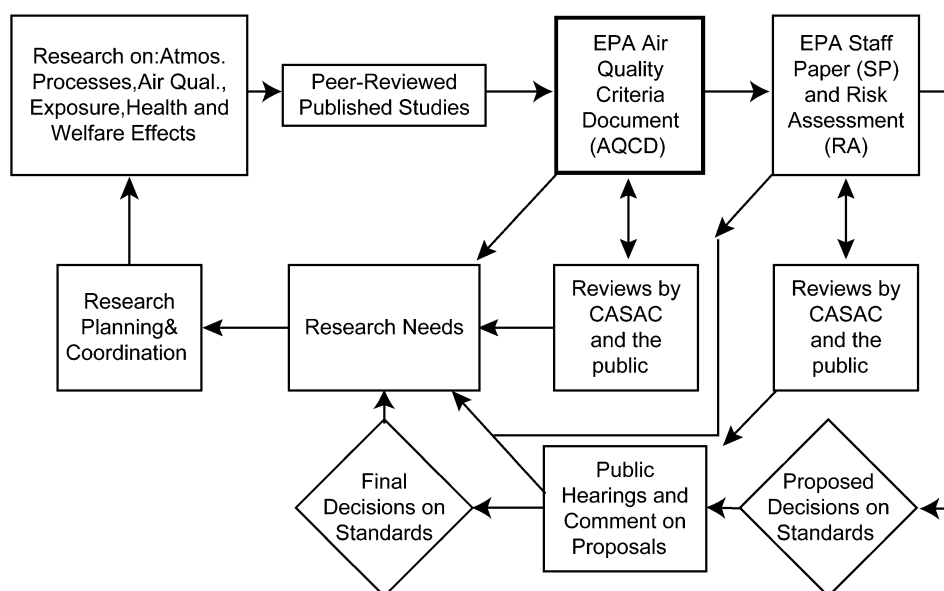 Research on:Atmos.
Processes,Air Qual.,
Exposure,Health and
Welfare Effects
Peer-Reviewed
Published Studies
EPA Air
Quality
Criteria
Document
(AQCD)
EPA Staff
Paper (SP)
and Risk
Assessment
(RA)
Research
Planning&
Coordination
Research Needs
Reviews by
CASAC
and the
public
Reviews by
CASAC
and the
public
Final
Decisions on
Standards
Public
Hearings and
Comment on
Proposals
Proposed
Decisions on
Standards